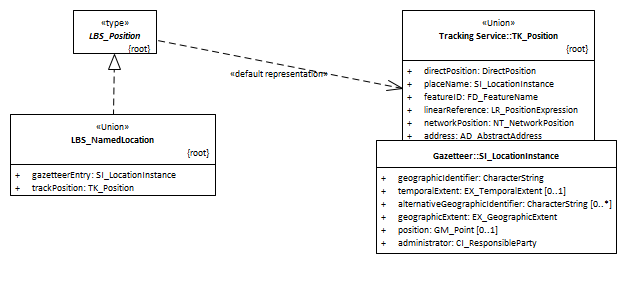 «type»
LBS_Position
{root}
«Union»
Tracking Service::TK_Position
{root}
+ directPosition: DirectPosition
+ placeName: SI_LocationInstance
+ featureID: FD_FeatureName
+ linearReference: LR_PositionExpression
+ networkPosition: NT_NetworkPosition
+ address: AD_AbstractAddress
«default representation»
«Union»
LBS_NamedLocation
{root}
+ gazetteerEntry: SI_LocationInstance
+ trackPosition: TK_Position
Gazetteer::SI_LocationInstance
+ geographicIdentifier: CharacterString
+ temporalExtent: EX_TemporalExtent [0..1]
+ alternativeGeographicIdentifier: CharacterString [0..*]
+ geographicExtent: EX_GeographicExtent
+ position: GM_Point [0..1]
+ administrator: CI_ResponsibleParty